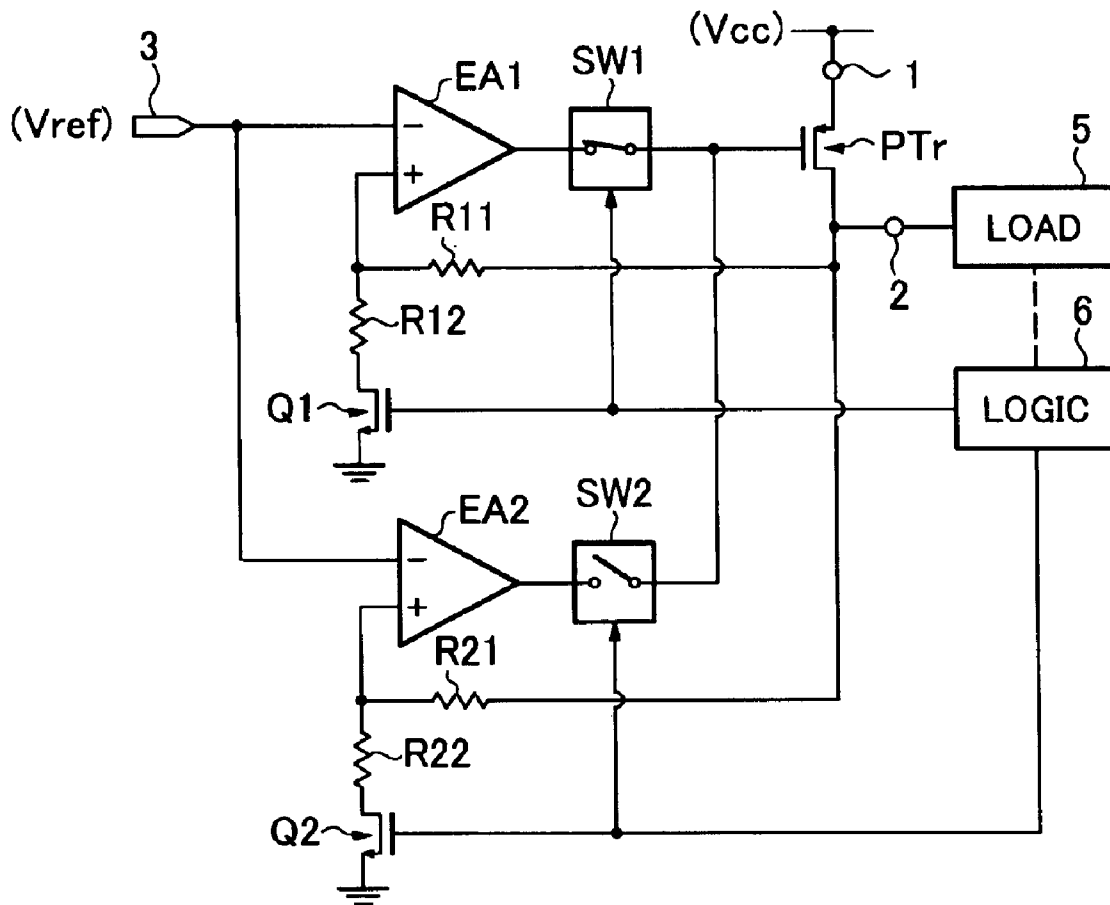 (Vcc)
3
EA1
SW1
1
(Vref)
−
+
PTr
5
R11
LOAD
2
R12
6
Q1
LOGIC
EA2
SW2
−
+
R21
R22
Q2